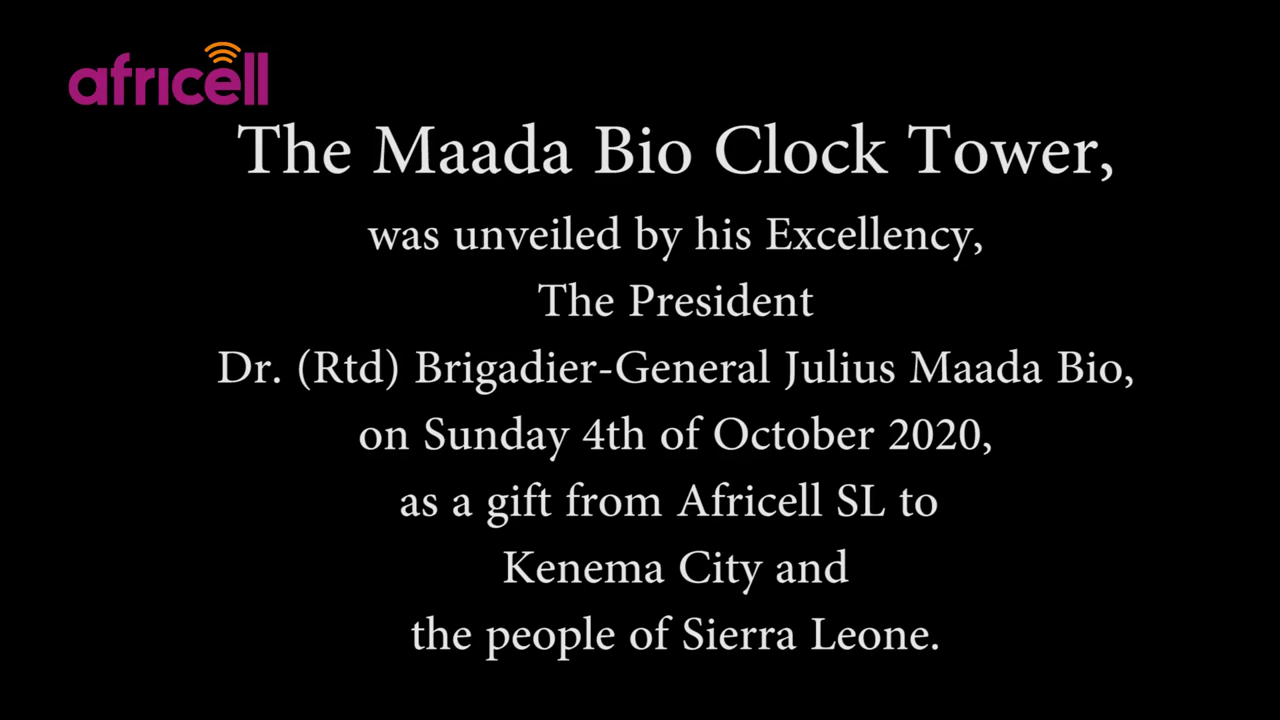 africell
The Maada Bio Clock Tower,
was unveiled by his Excellency,
The President
Dr. (Rtd) Brigadier-General Julius Maada Bio,
on Sunday 4th of October 2020,
as a gift from Africell SL to
Kenema City and
the people of Sierra Leone.